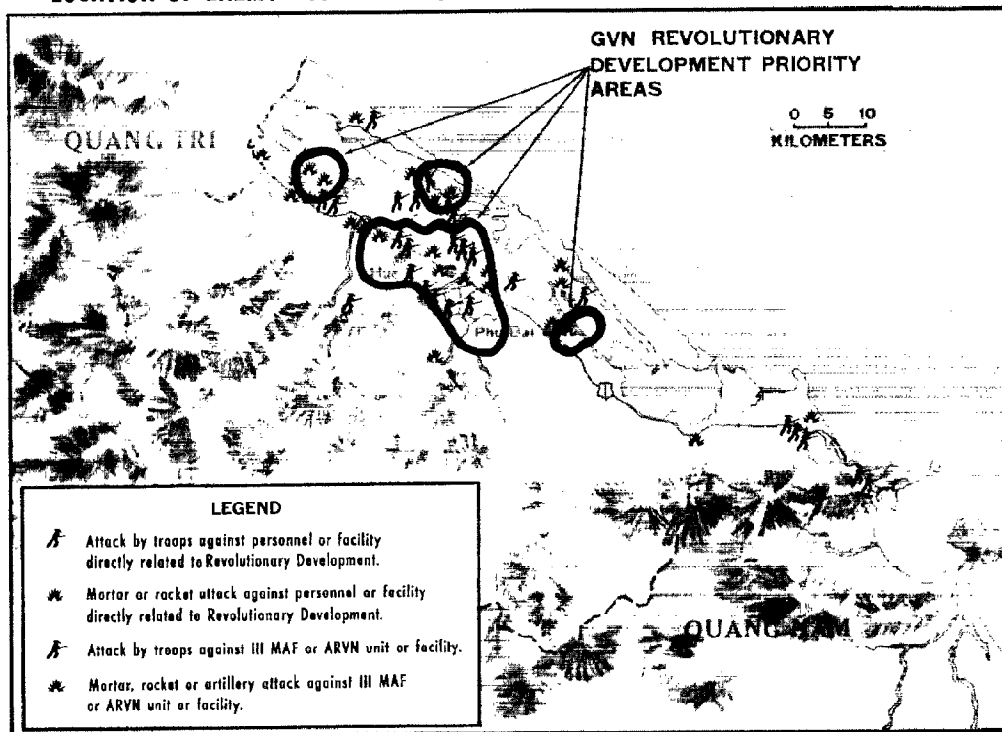 GVN REVOLUTIONARY
DEVELOPMENT PRIORITY
AREAS
0 5 10
KILOMETERS
QUANG TRI
Hue
Phu Bai
1
LEGEND
Attack by troops against personnel or facility
directly related to Revolutionary Development.
Mortar or rocket attack against personnel or facility
directly related to Revolutionary Development.
Attack by troops against III MAF or ARVN unit or facility.
Mortar, rocket or artillery attack against III MAF
or ARVN unit or facility.
QUANG NAM